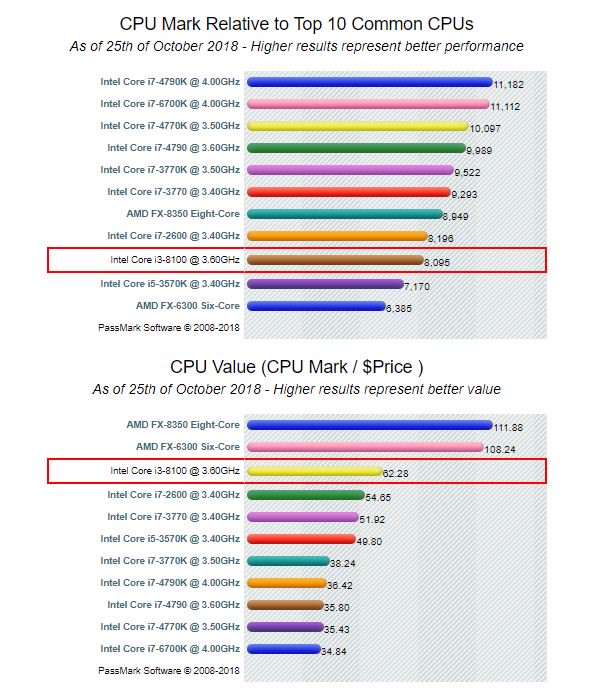 CPU Mark Relative to Top 10 Common CPUs
As of 25th of October 2018 - Higher results represent better performance
Intel Core i7-4790K @ 4.00GHz 11,182
Intel Core i7-6700K @ 4.00GHz 11,112
Intel Core i7-4770K @ 3.50GHz 10,097
Intel Core i7-4790 @ 3.60GHz 9,989
Intel Core i7-3770K @ 3.50GHz 9,522
Intel Core i7-3770 @ 3.40GHz 9,293
AMD FX-8350 Eight-Core 8,949
Intel Core i7-2600 @ 3.40GHz 8,196
Intel Core i3-8100 @ 3.60GHz 8,095
Intel Core i5-3570K @ 3.40GHz 7,170
AMD FX-6300 Six-Core 6,385
PassMark Software © 2008-2018
CPU Value (CPU Mark / $Price )
As of 25th of October 2018 - Higher results represent better value
AMD FX-8350 Eight-Core 111.88
AMD FX-6300 Six-Core 108.24
Intel Core i3-8100 @ 3.60GHz 62.28
Intel Core i7-2600 @ 3.40GHz 54.65
Intel Core i7-3770 @ 3.40GHz 51.92
Intel Core i5-3570K @ 3.40GHz 49.80
Intel Core i7-3770K @ 3.50GHz 38.24
Intel Core i7-4790K @ 4.00GHz 36.42
Intel Core i7-4790 @ 3.60GHz 35.80
Intel Core i7-4770K @ 3.50GHz 35.43
Intel Core i7-6700K @ 4.00GHz 34.84
PassMark Software © 2008-2018